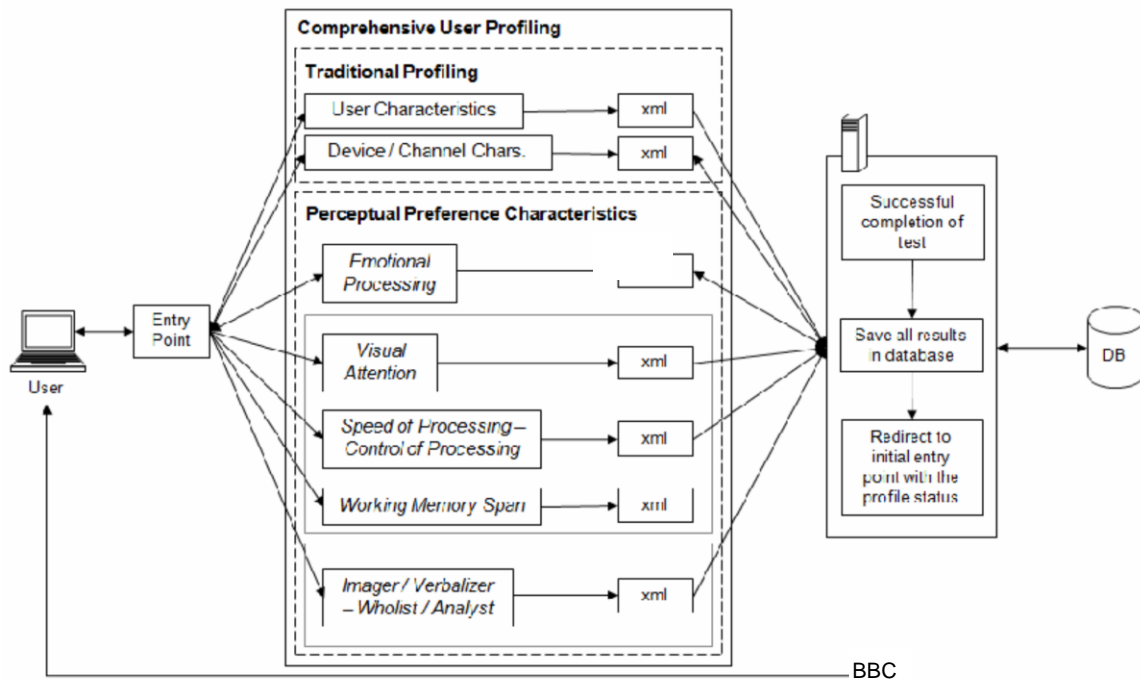 Comprehensive User Profiling
Traditional Profiling
User Characteristics
xml
Device / Channel Chars.
xml
Perceptual Preference Characteristics
Emotional
Processing
Visual
Attention
xml
Speed of Processing –
Control of Processing
xml
Working Memory Span
xml
Imager / Verbalizer
– Wholist / Analyst
xml
User
Entry
Point
Successful
completion of
test
Save all results
in database
Redirect to
initial entry
point with the
profile status
DB
BBC